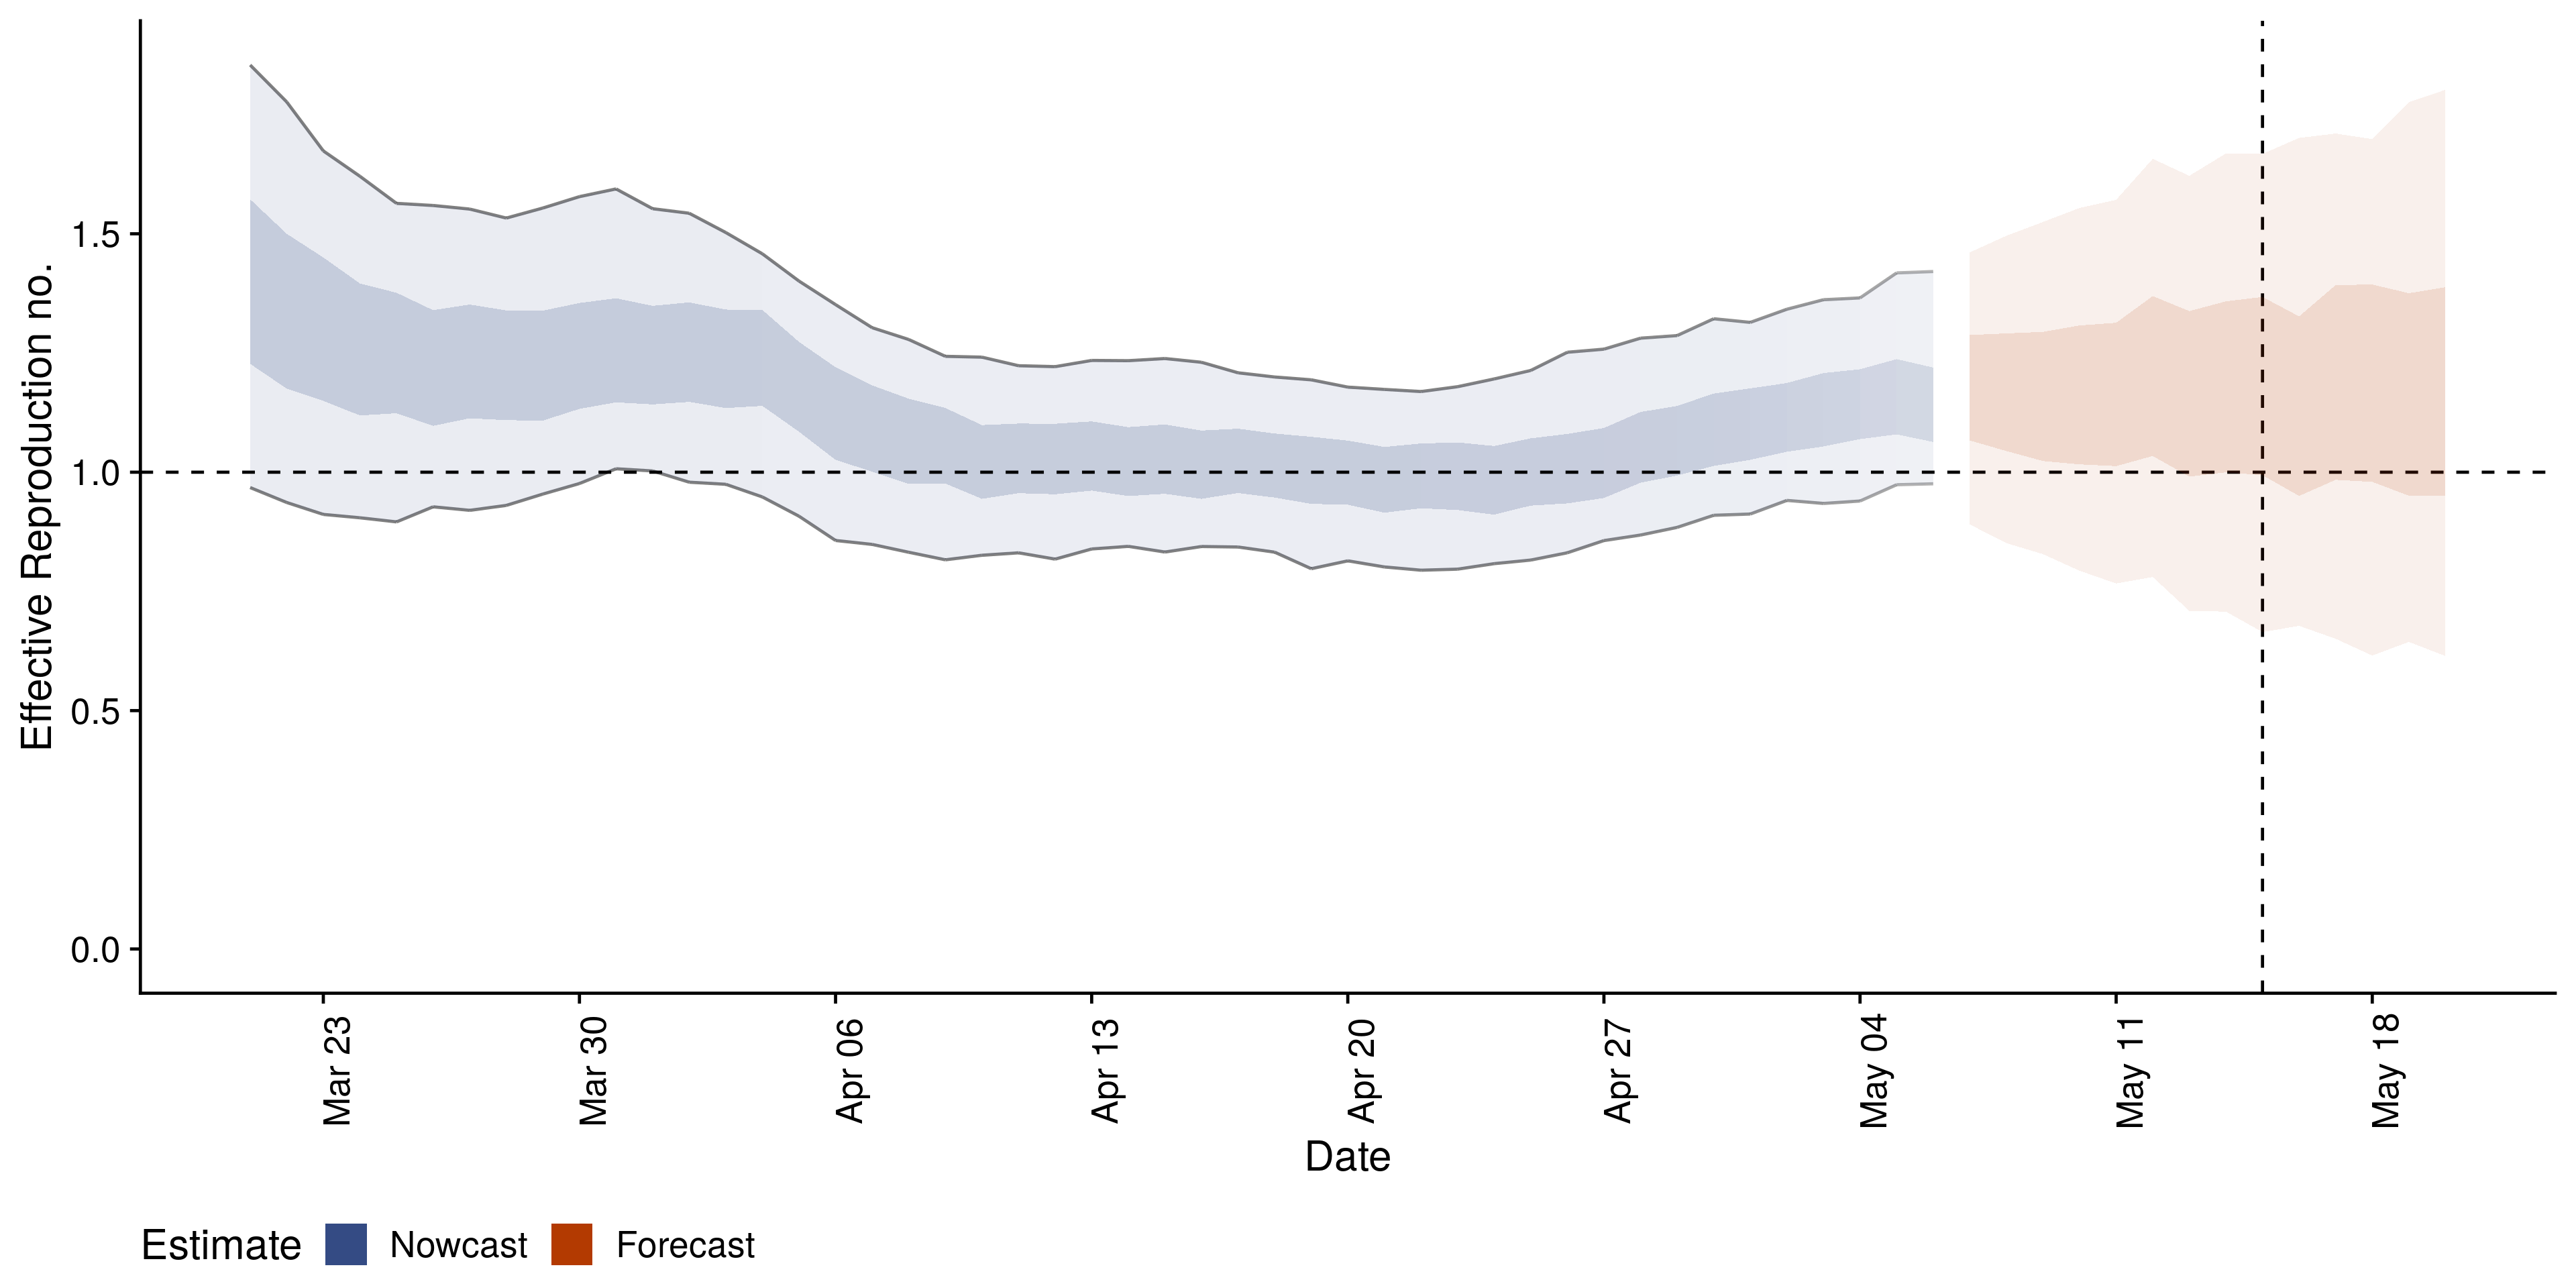 Effective Reproduction no.
1.5
1.0
0.5
0.0
Mar 23
Mar 30
Apr 06
Apr 13
Apr 20
Apr 27
May 04
May 11
May 18
Date
Estimate Nowcast Forecast